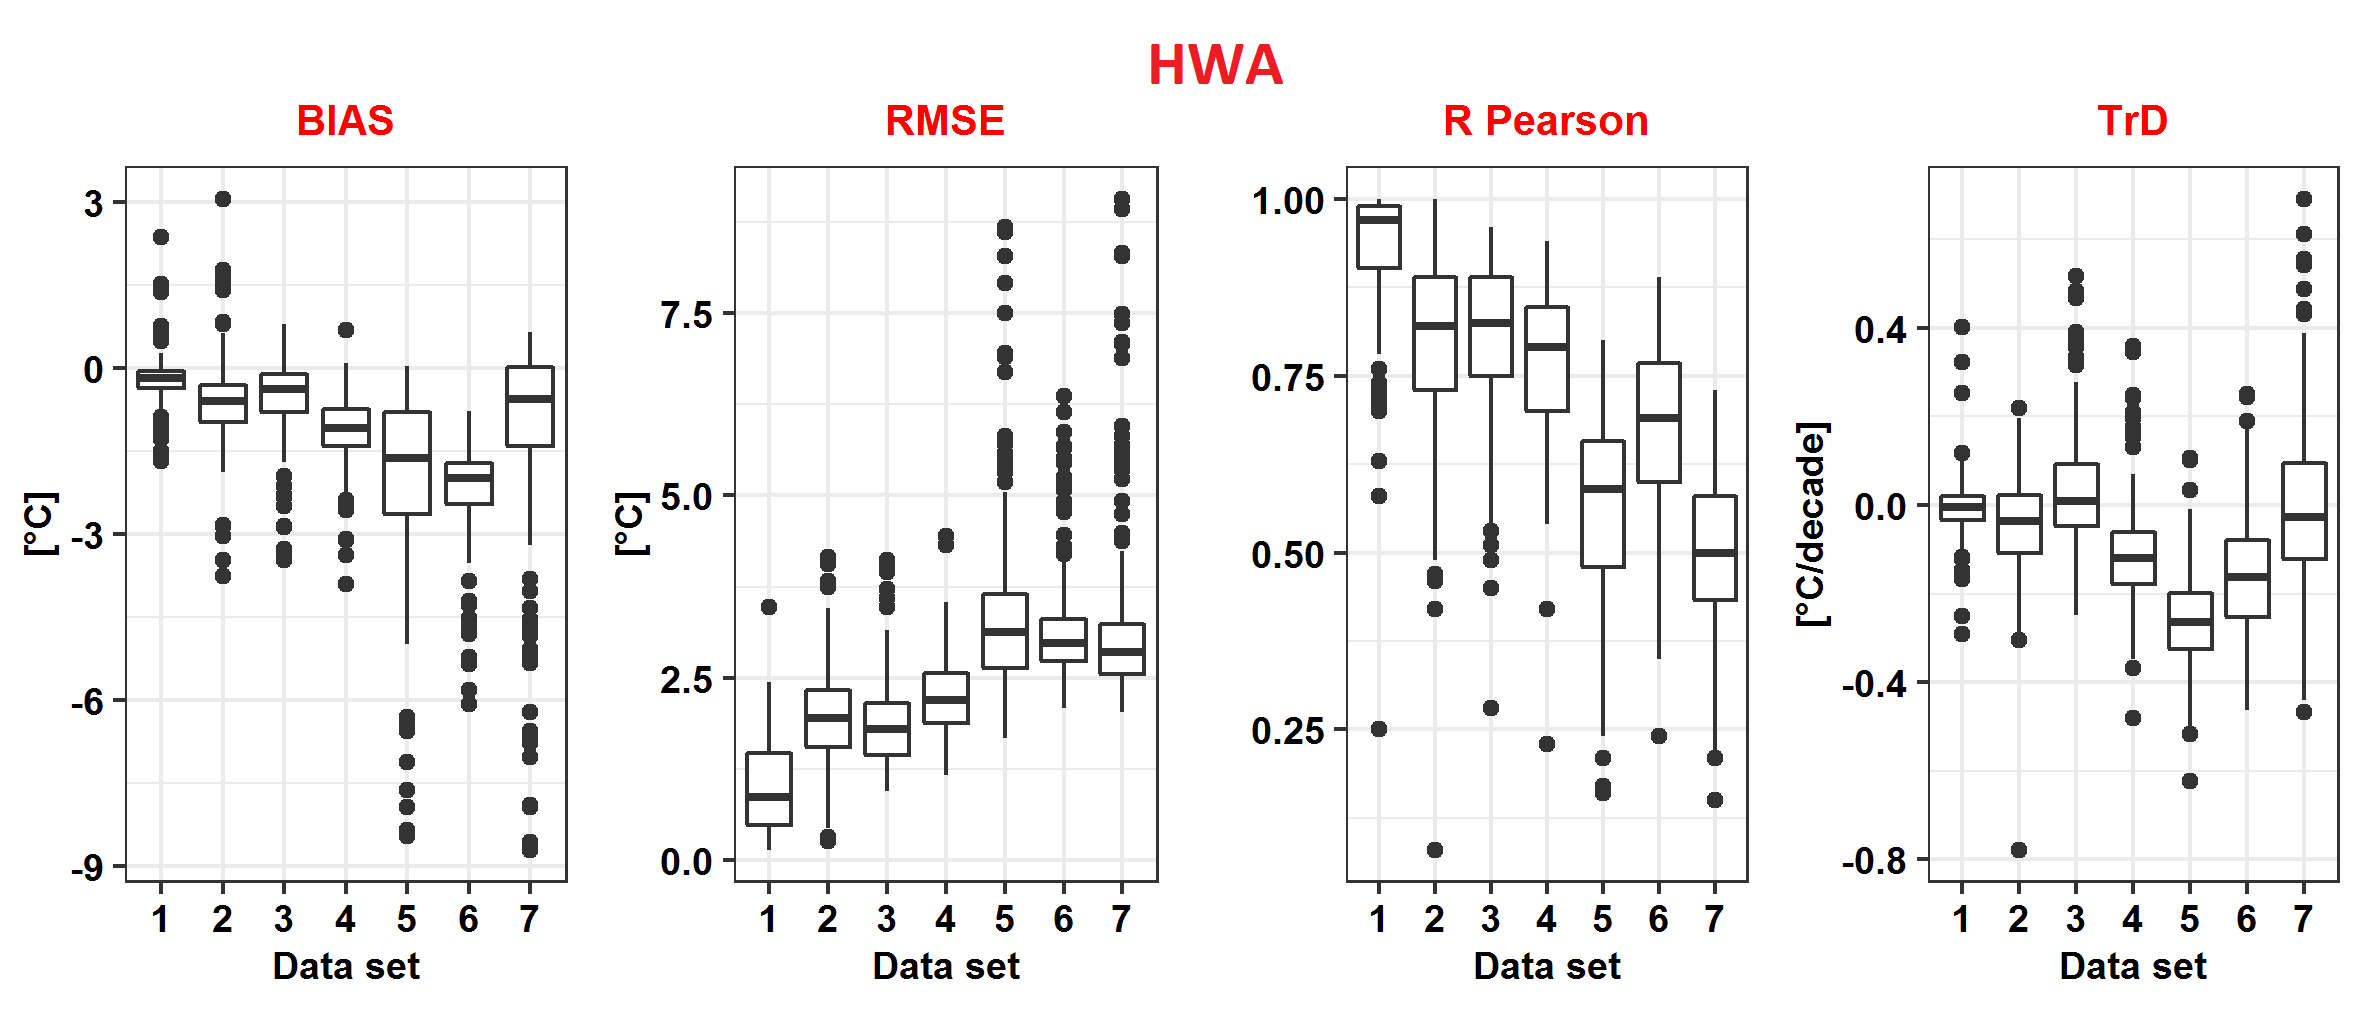 HWA
BIAS
RMSE
R Pearson
TrD
3
0
-3
-6
-9
[°C]
1 2 3 4 5 6 7
Data set
7.5
5.0
2.5
0.0
[°C]
1 2 3 4 5 6 7
Data set
1.00
0.75
0.50
0.25
1 2 3 4 5 6 7
Data set
0.4
0.0
-0.4
-0.8
[°C/decade]
1 2 3 4 5 6 7
Data set